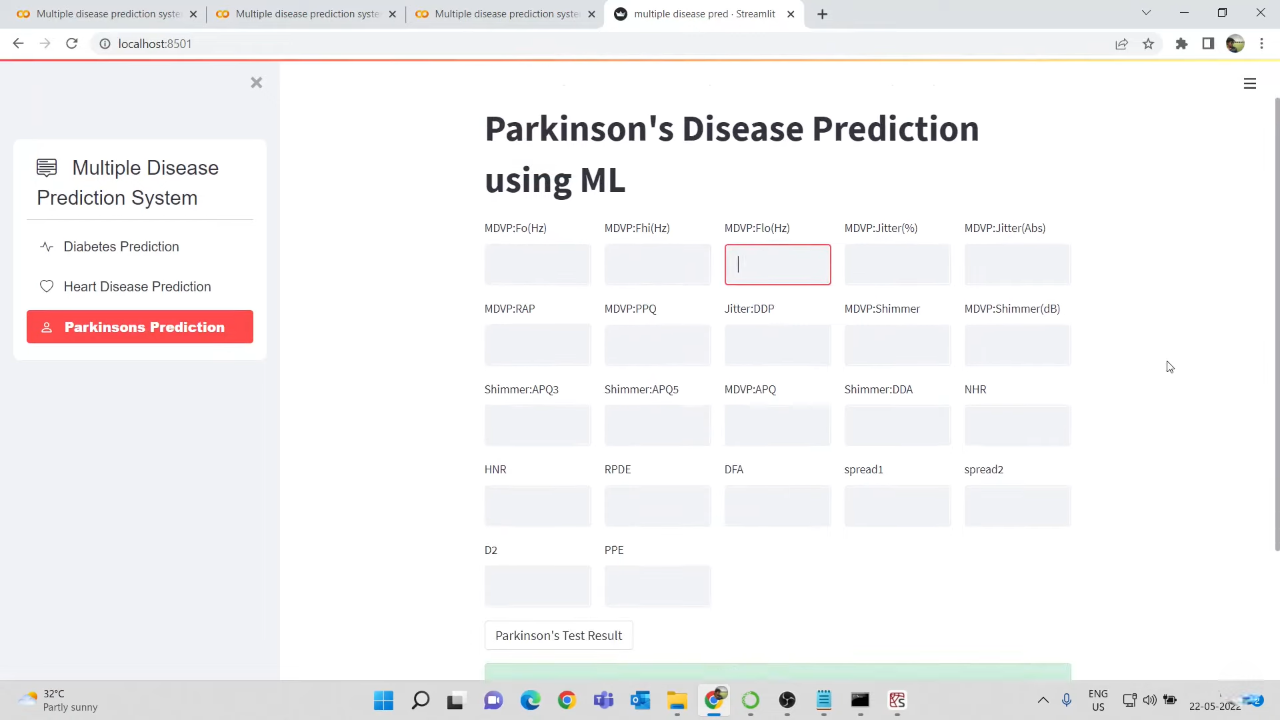 multiple disease prediction syste
Multiple disease prediction syste
Multiple disease prediction syste
multiple disease pred · Streamlit
localhost:8501
Multiple Disease
Prediction System
Diabetes Prediction
Heart Disease Prediction
Parkinsons Prediction
Parkinson's Disease Prediction
using ML
MDVP:Fo(Hz) MDVP:Fhi(Hz) MDVP:Flo(Hz) MDVP:Jitter(%) MDVP:Jitter(Abs)
MDVP:RAP MDVP:PPQ Jitter:DDP MDVP:Shimmer MDVP:Shimmer(dB)
Shimmer:APQ3 Shimmer:APQ5 MDVP:APQ Shimmer:DDA NHR
HNR RPDE DFA spread1 spread2
D2 PPE
Parkinson's Test Result
32°C
Partly sunny
ENG
US
22-05-2022